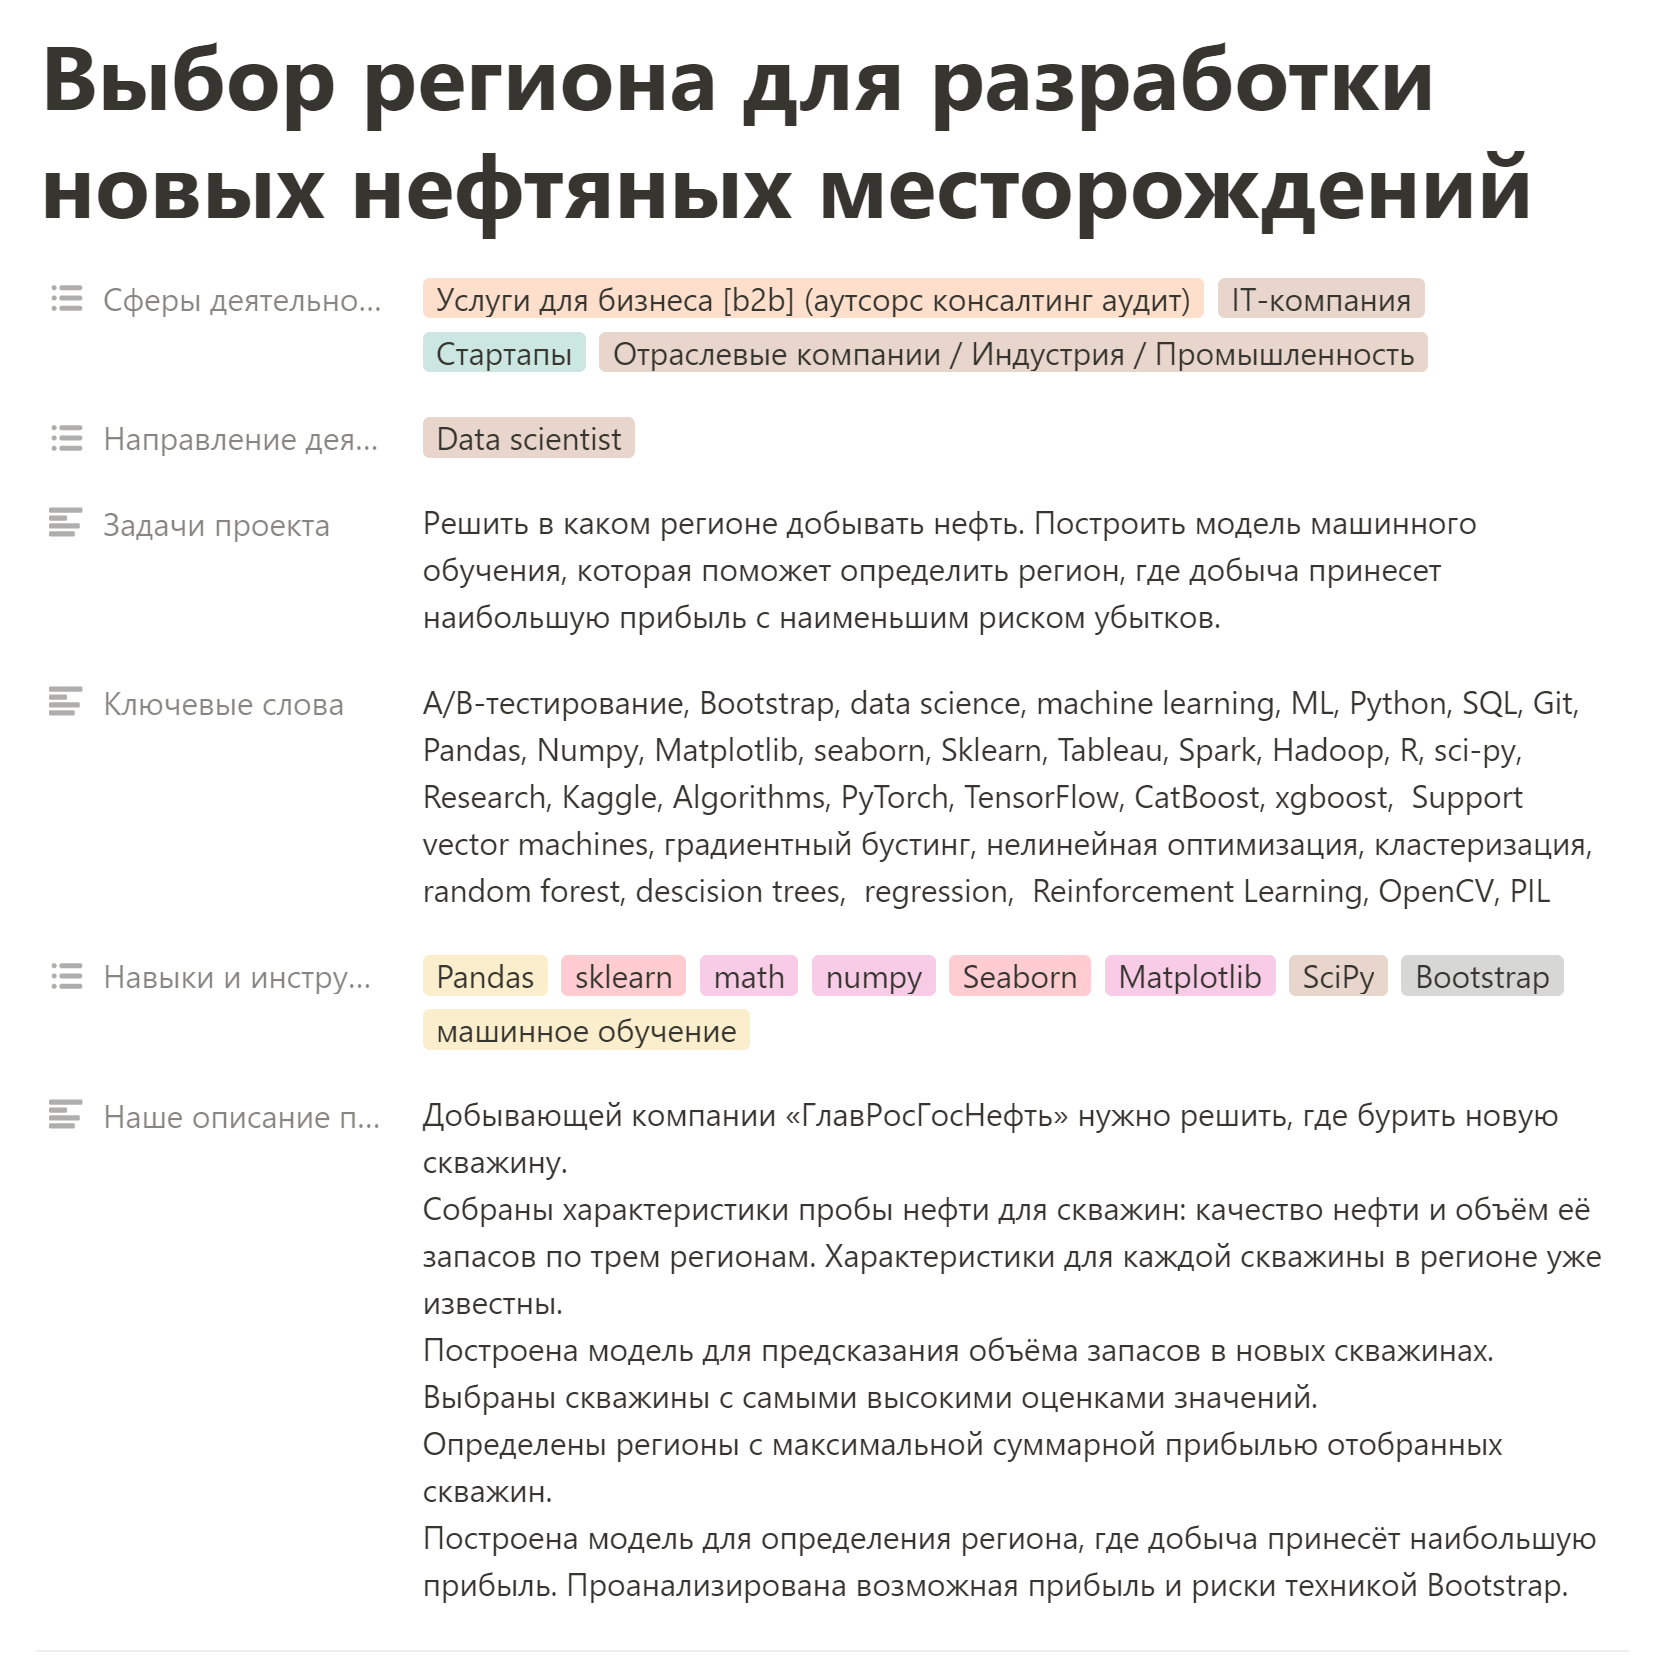 Выбор региона для разработки
новых нефтяных месторождений
Сферы деятельно... Услуги для бизнеса [b2b] (аутсорс консалтинг аудит) IT-компания
Стартапы Отраслевые компании / Индустрия / Промышленность
Направление дея... Data scientist
Задачи проекта Решить в каком регионе добывать нефть. Построить модель машинного
обучения, которая поможет определить регион, где добыча принесет
наибольшую прибыль с наименьшим риском убытков.
Ключевые слова А/В-тестирование, Bootstrap, data science, machine learning, ML, Python, SQL, Git,
Pandas, Numpy, Matplotlib, seaborn, Sklearn, Tableau, Spark, Hadoop, R, sci-py,
Research, Kaggle, Algorithms, PyTorch, TensorFlow, CatBoost, xgboost,  Support
vector machines, градиентный бустинг, нелинейная оптимизация, кластеризация,
random forest, descision trees,  regression,  Reinforcement Learning, OpenCV, PIL
Навыки и инстру... Pandas sklearn math numpy Seaborn Matplotlib SciPy Bootstrap
машинное обучение
Наше описание п... Добывающей компании «ГлавРосГосНефть» нужно решить, где бурить новую
скважину.
Собраны характеристики пробы нефти для скважин: качество нефти и объём её
запасов по трем регионам. Характеристики для каждой скважины в регионе уже
известны.
Построена модель для предсказания объёма запасов в новых скважинах.
Выбраны скважины с самыми высокими оценками значений.
Определены регионы с максимальной суммарной прибылью отобранных
скважин.
Построена модель для определения региона, где добыча принесёт наибольшую
прибыль. Проанализирована возможная прибыль и риски техникой Bootstrap.